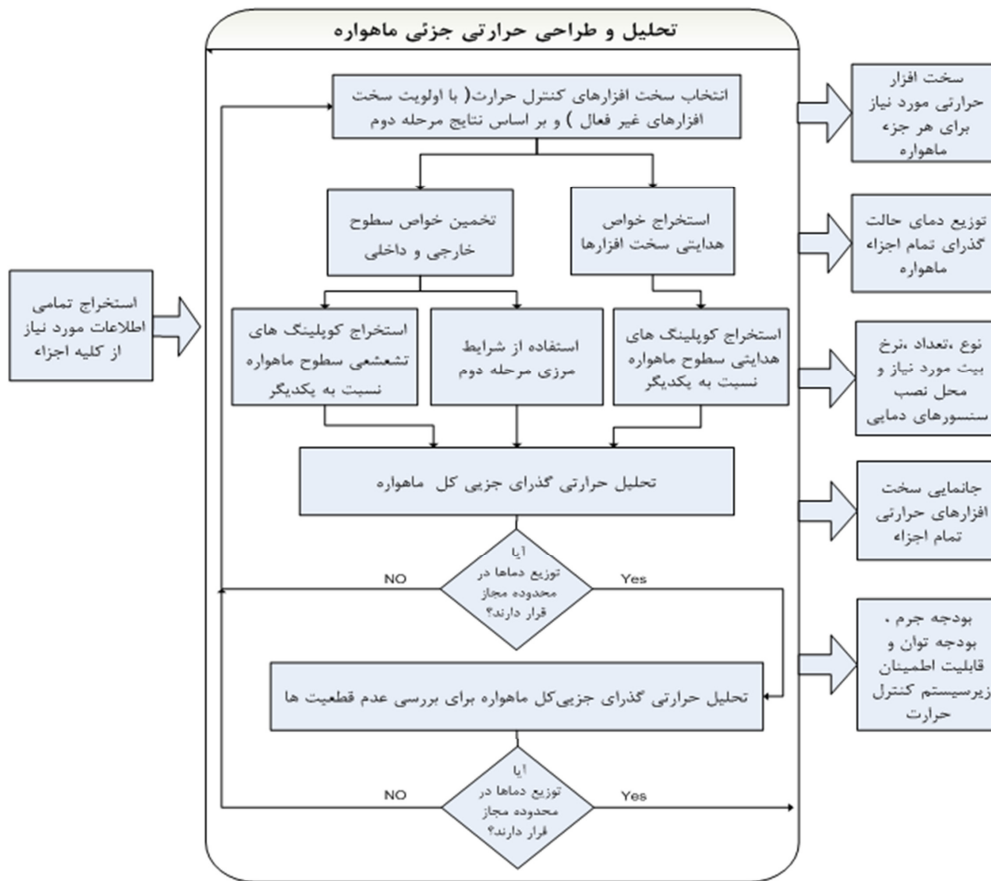 تحلیل و طراحی حرارتی جزئی ماهواره
استخراج تمامی
اطلاعات مورد نیاز
از کلیه اجزاء
انتخاب سخت افزارهای کنترل حرارت( با اولویت سخت
افزارهای غیر فعال ) و بر اساس نتایج مرحله دوم
استخراج خواص
هدایتی سخت افزارها
تخمین خواص سطوح
خارجی و داخلی
استخراج کوپلینگ های
هدایتی سطوح ماهواره
نسبت به یکدیگر
استفاده از شرایط
مرزی مرحله دوم
استخراج کوپلینگ های
تشعشعی سطوح ماهواره
نسبت به یکدیگر
تحلیل حرارتی گذرای جزیی کل ماهواره
آیا
توزیع دماها در
محدوده مجاز
قرار دارند؟
NO
Yes
تحلیل حرارتی گذرای جزیی‌کل ماهواره برای بررسی عدم قطعیت ها
آیا
توزیع دماها در
محدوده مجاز
قرار دارند؟
NO
Yes
سخت افزار
حرارتی مورد نیاز
برای هر جزء
ماهواره
توزیع دمای حالت
گذرای تمام اجزاء
ماهواره
نوع ،تعداد ،نرخ
بیت مورد نیاز و
محل نصب
سنسورهای دمایی
جانمایی سخت
افزارهای حرارتی
تمام اجزاء
بودجه جرم ،
بودجه توان و
قابلیت اطمینان
زیرسیستم کنترل
حرارت